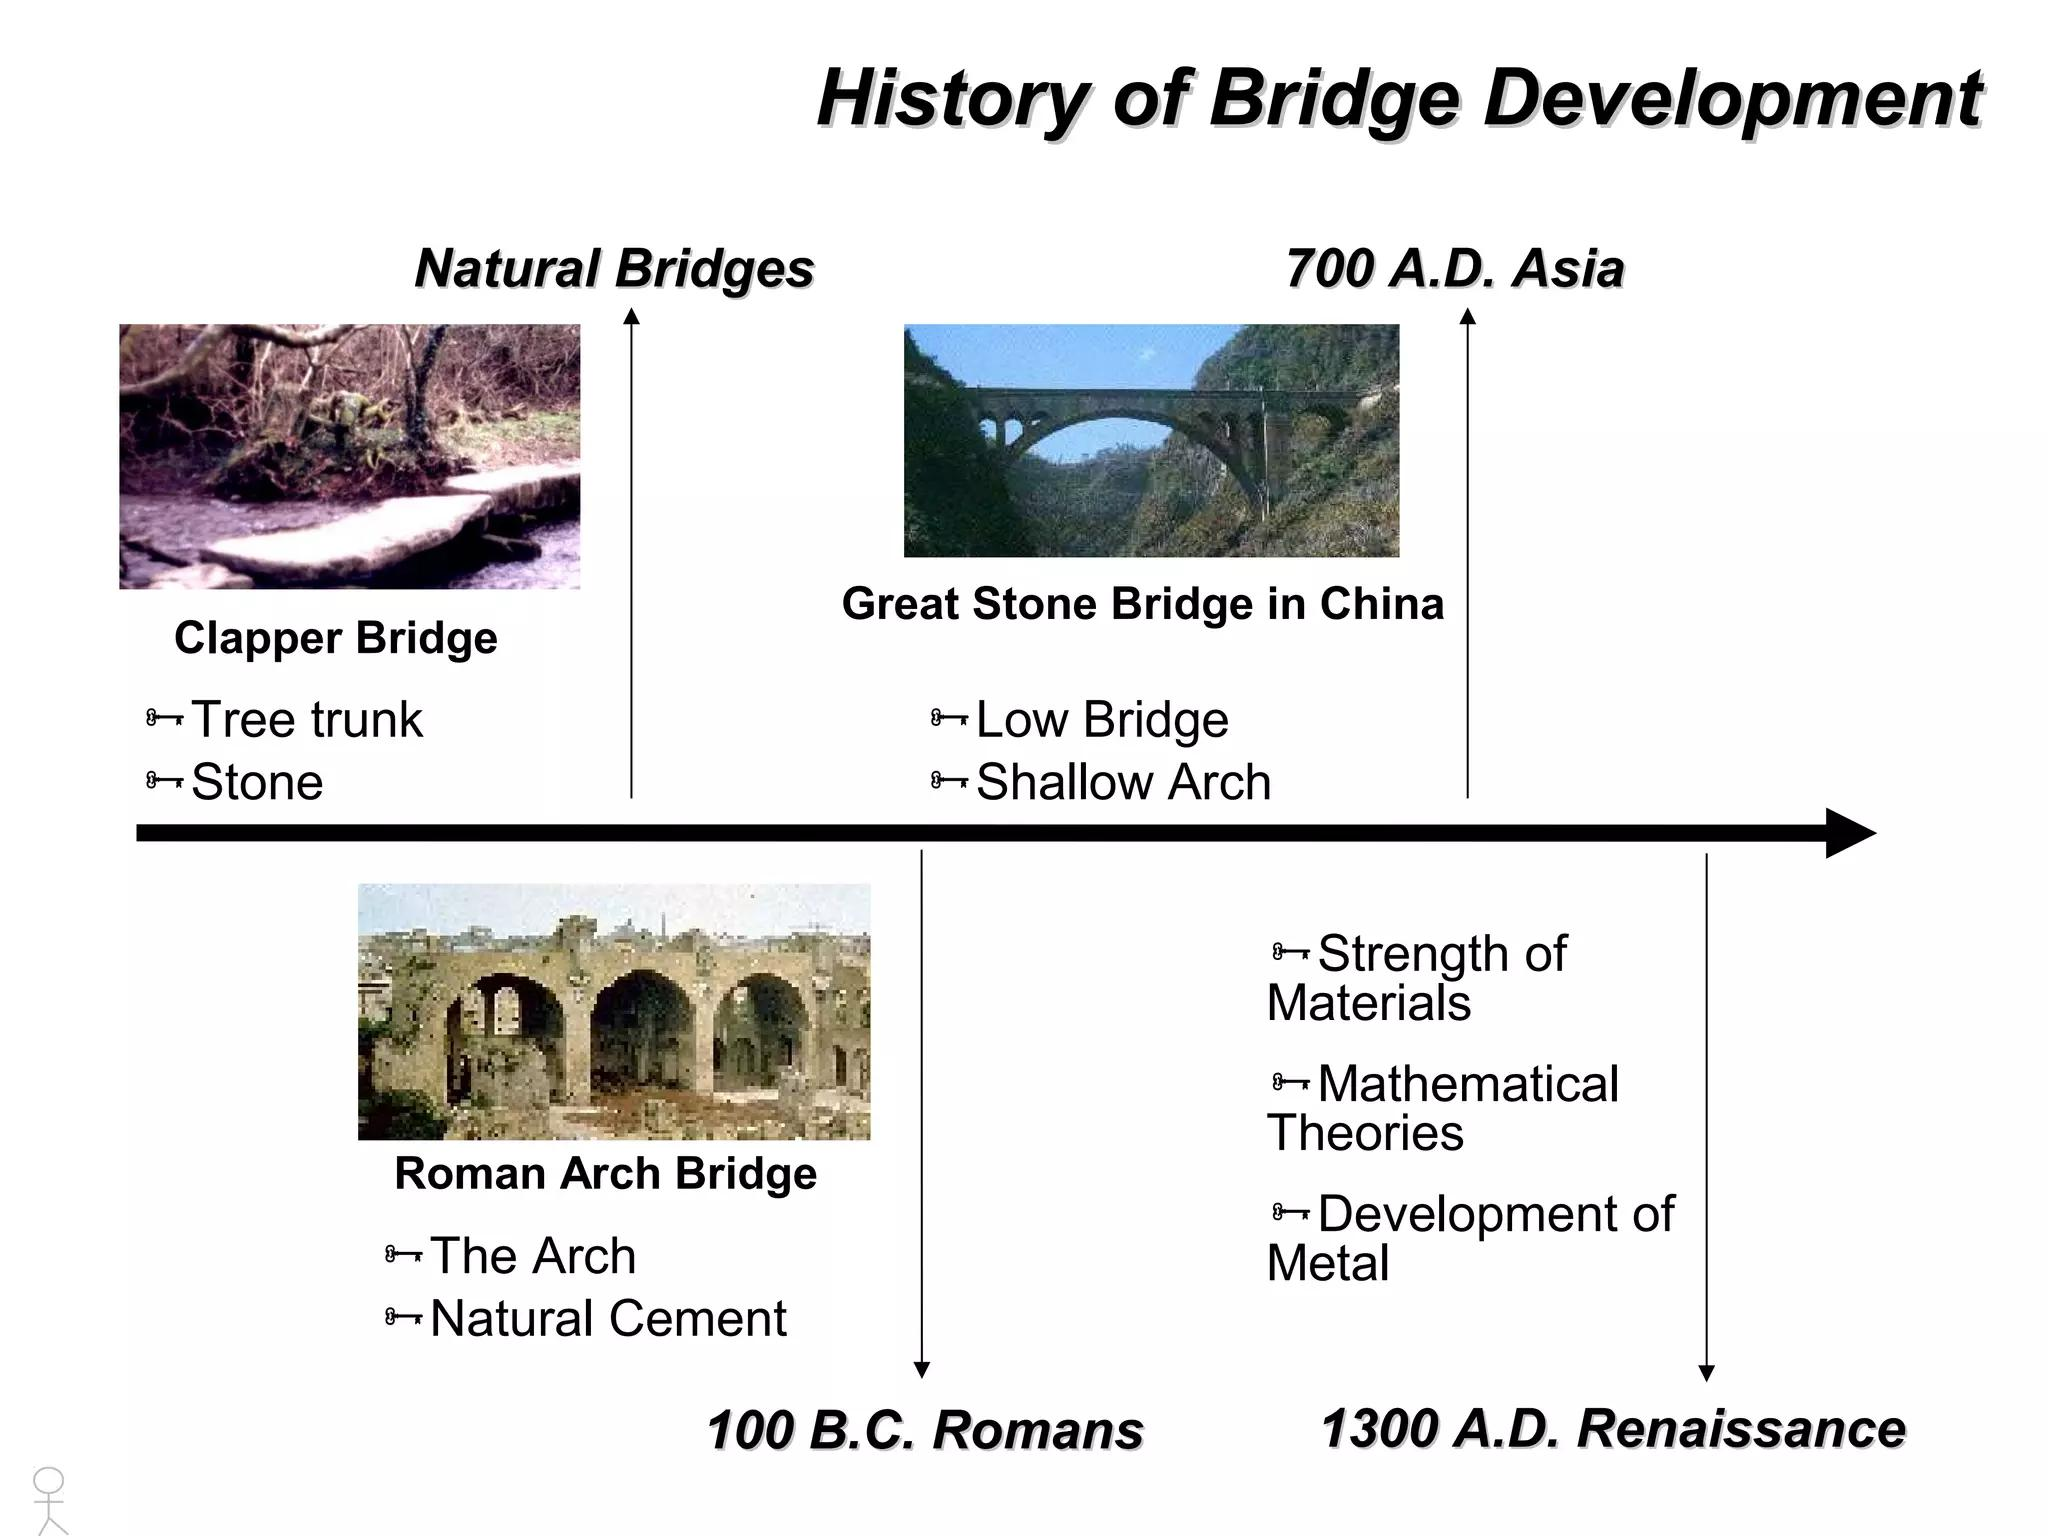 History of Bridge Development
Natural Bridges
700 A.D. Asia
Clapper Bridge
Tree trunk
Stone
Great Stone Bridge in China
Low Bridge
Shallow Arch
Roman Arch Bridge
The Arch
Natural Cement
100 B.C. Romans
Strength of
Materials
Mathematical
Theories
Development of
Metal
1300 A.D. Renaissance